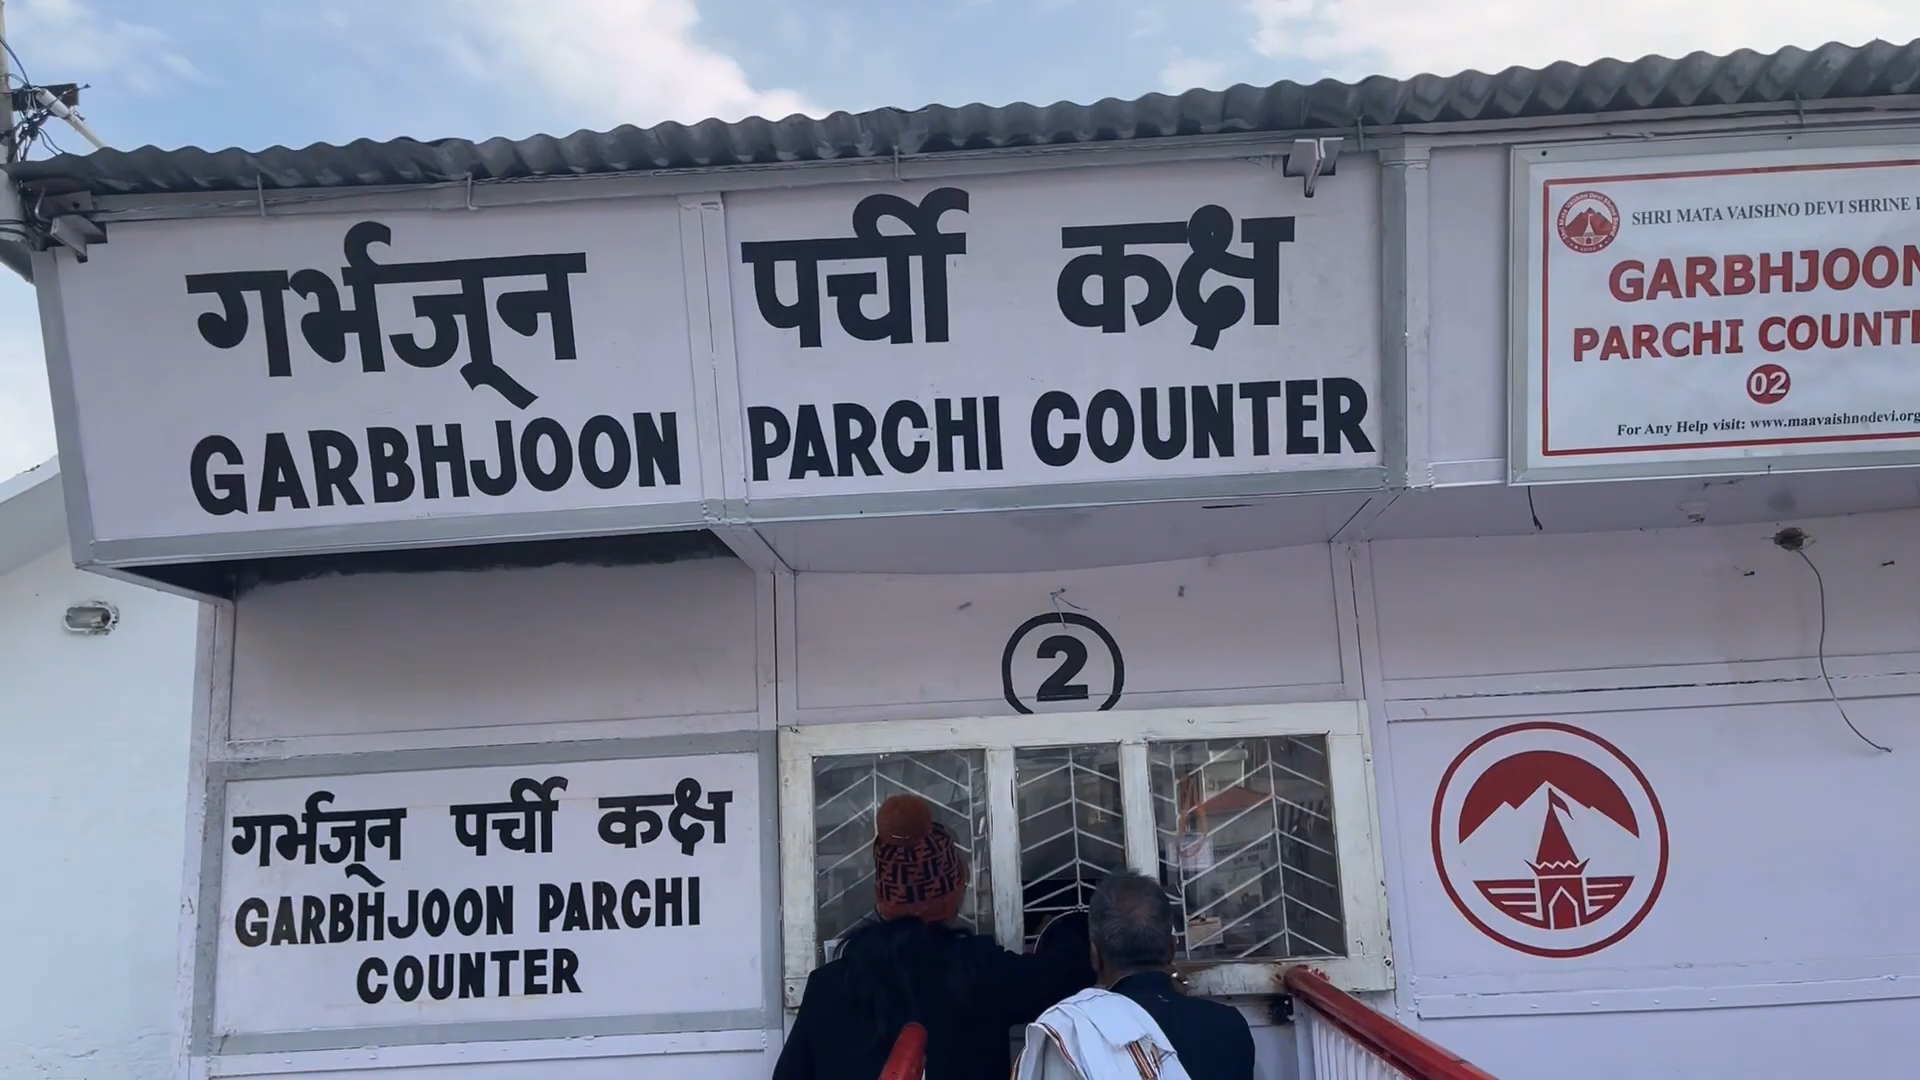 गर्भजून पर्ची कक्ष
GARBHJOON PARCHI COUNTER
SHRI MATA VAISHNO DEVI SHRINE
GARBHJOON
PARCHI
02
For Any Help visit: www.maavaishnodevi.org
2
गर्भजून पर्ची कक्ष
GARBHJOON PARCHI
COUNTER